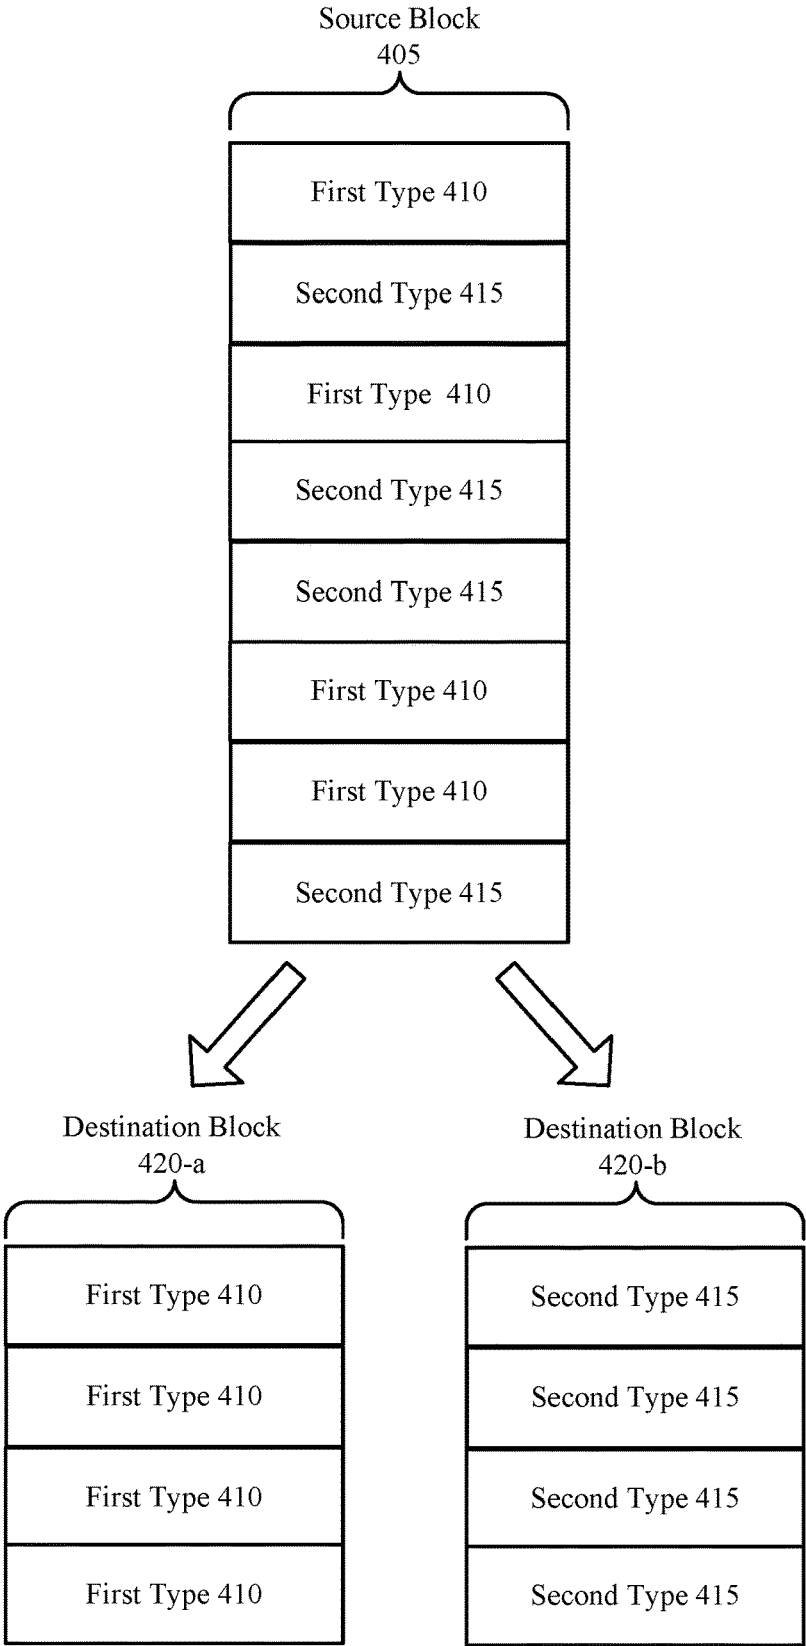 Source Block
405
First Type 410
Second Type 415
First Type 410
Second Type 415
Second Type 415
First Type 410
First Type 410
Second Type 415
Destination Block
420-a
First Type 410
First Type 410
First Type 410
First Type 410
Destination Block
420-b
Second Type 415
Second Type 415
Second Type 415
Second Type 415